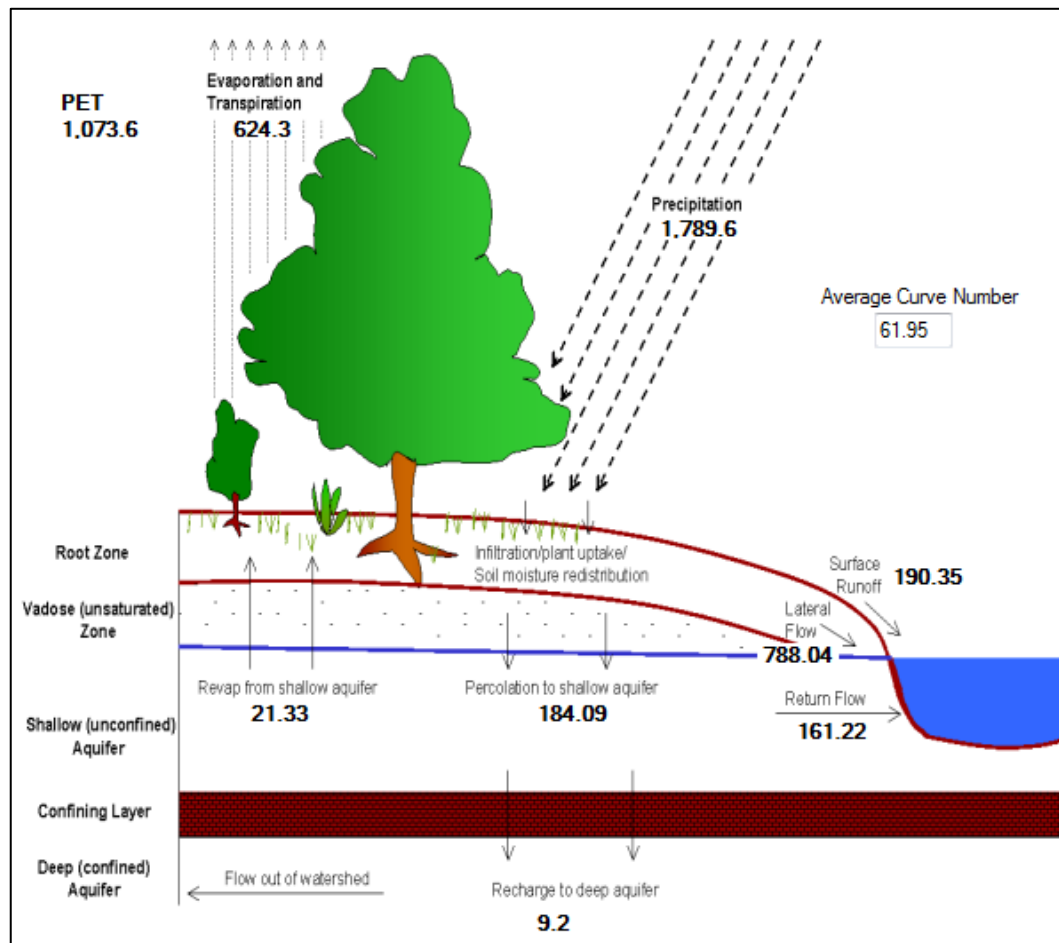 PET
1,073.6
Evaporation and
Transpiration
624.3
Precipitation
1,789.6
Average Curve Number
61.95
Root Zone
Infiltration/plant uptake/
Soil moisture redistribution
Surface
Runoff
190.35
Vadose (unsaturated)
Zone
Lateral
Flow
788.04
Revap from shallow aquifer
21.33
Percolation to shallow aquifer
184.09
Return Flow
161.22
Shallow (unconfined)
Aquifer
Confining Layer
Deep (confined)
Aquifer
Flow out of watershed
Recharge to deep aquifer
9.2